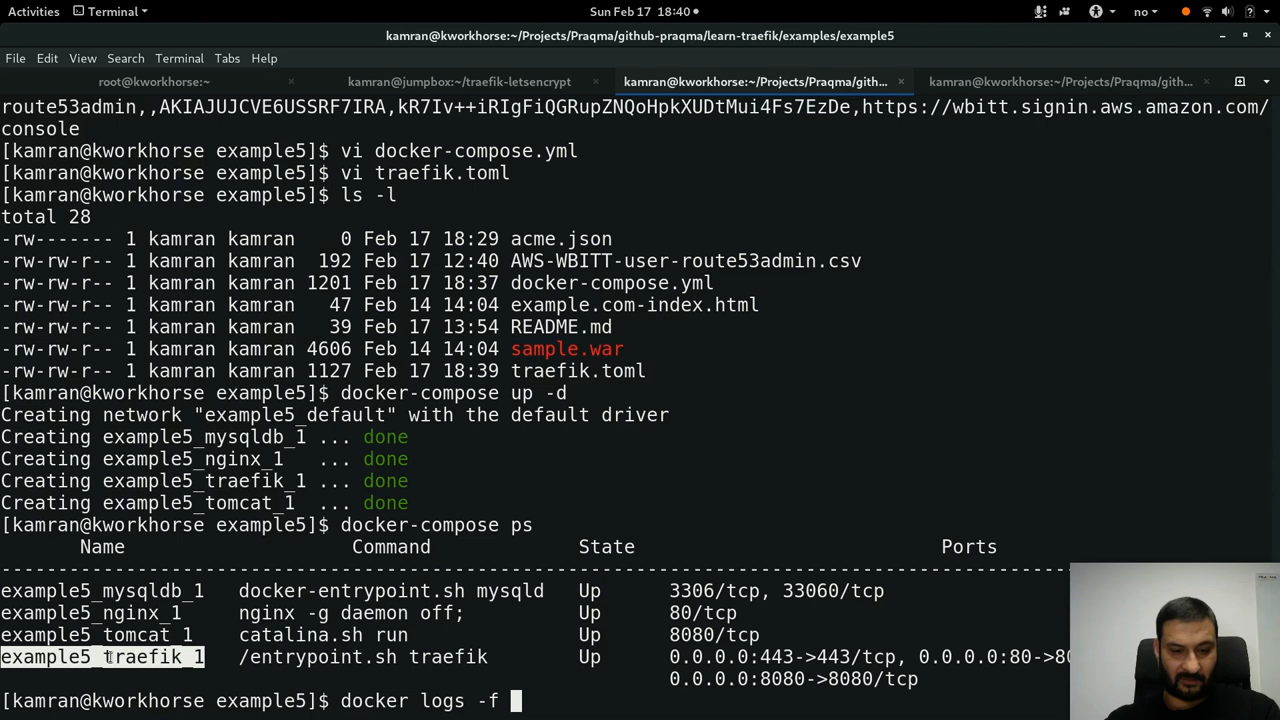 Activities Terminal Sun Feb 17 18:40 no
kamran@kworkhorse:~/Projects/Praqma/github-praqma/learn-traefik/examples/example5
File Edit View Search Terminal Tabs Help
root@kworkhorse:~ kamran@jumpbox:~/traefik-letsencrypt kamran@kworkhorse:~/Projects/Praqma/gith... kamran@kworkhorse:~/Projects/Praqma/gith...
route53admin,,AKIAJUJCVE6USSRF7IRA,kR7Iv++iRIgFiQGRupZNQoHpkXUDtMui4Fs7EzDe,https://wbitt.signin.aws.amazon.com/
console
[kamran@kworkhorse example5]$ vi docker-compose.yml
[kamran@kworkhorse example5]$ vi traefik.toml
[kamran@kworkhorse example5]$ ls -l
total 28
-rw------- 1 kamran kamran 0 Feb 17 18:29 acme.json
-rw-rw-r-- 1 kamran kamran 192 Feb 17 12:40 AWS-WBITT-user-route53admin.csv
-rw-rw-r-- 1 kamran kamran 1201 Feb 17 18:37 docker-compose.yml
-rw-rw-r-- 1 kamran kamran 47 Feb 14 14:04 example.com-index.html
-rw-rw-r-- 1 kamran kamran 39 Feb 17 13:54 README.md
-rw-rw-r-- 1 kamran kamran 4606 Feb 14 14:04 sample.war
-rw-rw-r-- 1 kamran kamran 1127 Feb 17 18:39 traefik.toml
[kamran@kworkhorse example5]$ docker-compose up -d
Creating network "example5_default" with the default driver
Creating example5_mysqldb_1 ... done
Creating example5_nginx_1 ... done
Creating example5_traefik_1 ... done
Creating example5_tomcat_1 ... done
[kamran@kworkhorse example5]$ docker-compose ps
Name Command State Ports
--------------------------------------------------------------------------------
example5_mysqldb_1 docker-entrypoint.sh mysqld Up 3306/tcp, 33060/tcp
example5_nginx_1 nginx -g daemon off; Up 80/tcp
example5_tomcat_1 catalina.sh run Up 8080/tcp
example5_traefik_1 /entrypoint.sh traefik Up 0.0.0.0:443->443/tcp, 0.0.0.0:80->80
0.0.0.0:8080->8080/tcp
[kamran@kworkhorse example5]$ docker logs -f